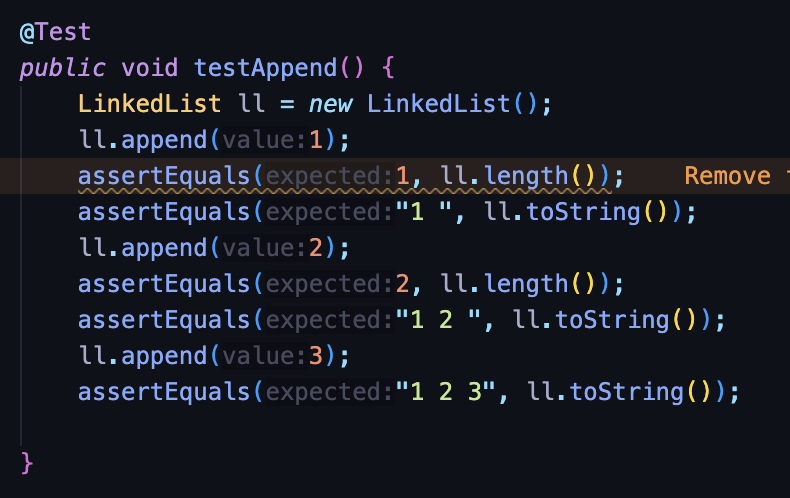 @Test
public void testAppend() {
LinkedList ll = new LinkedList();
ll.append(value:1);
assertEquals(expected:1, ll.length()); Remove
assertEquals(expected:"1 ", ll.toString());
ll.append(value:2);
assertEquals(expected:2, ll.length());
assertEquals(expected:"1 2 ", ll.toString());
ll.append(value:3);
assertEquals(expected:"1 2 3", ll.toString());
}